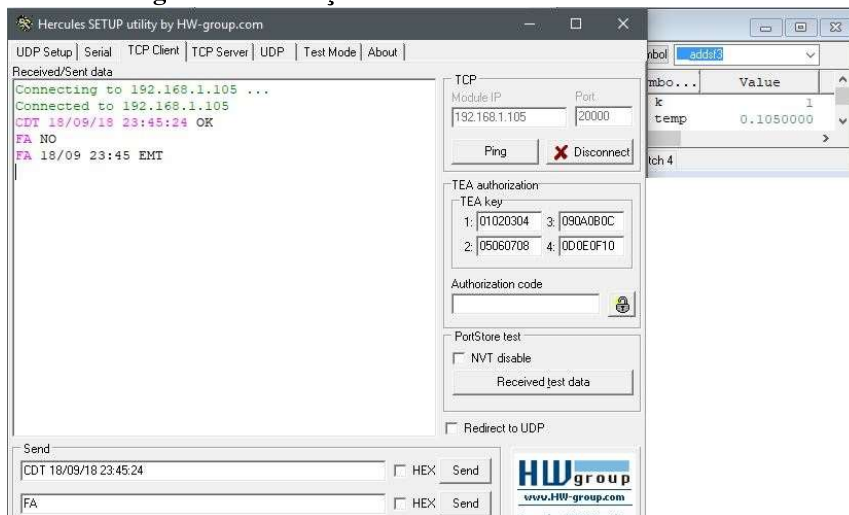 Hercules SETUP utility by HW-group.com
UDP Setup Serial TCP Client TCP Server UDP Test Mode About
Received/Sent data
Connecting to 192.168.1.105 ...
Connected to 192.168.1.105
CDT 18/09/18 23:45:24 OK
FA NO
FA 18/09 23:45 EMT
TCP
Module IP Port
192.168.1.105 20000
Ping Disconnect
TEA authorization
TEA key
1: 01020304 3: 090A0B0C
2: 05060708 4: 0D0E0F10
Authorization code
PortStore test
NVT disable
Received test data
Redirect to UDP
Send
CDT 18/09/18 23:45:24 HEX Send
FA HEX Send
HW group
www.HW-group.com
mbol __addsf3
mbo... Value
k 1
temp 0.1050000
tch 4